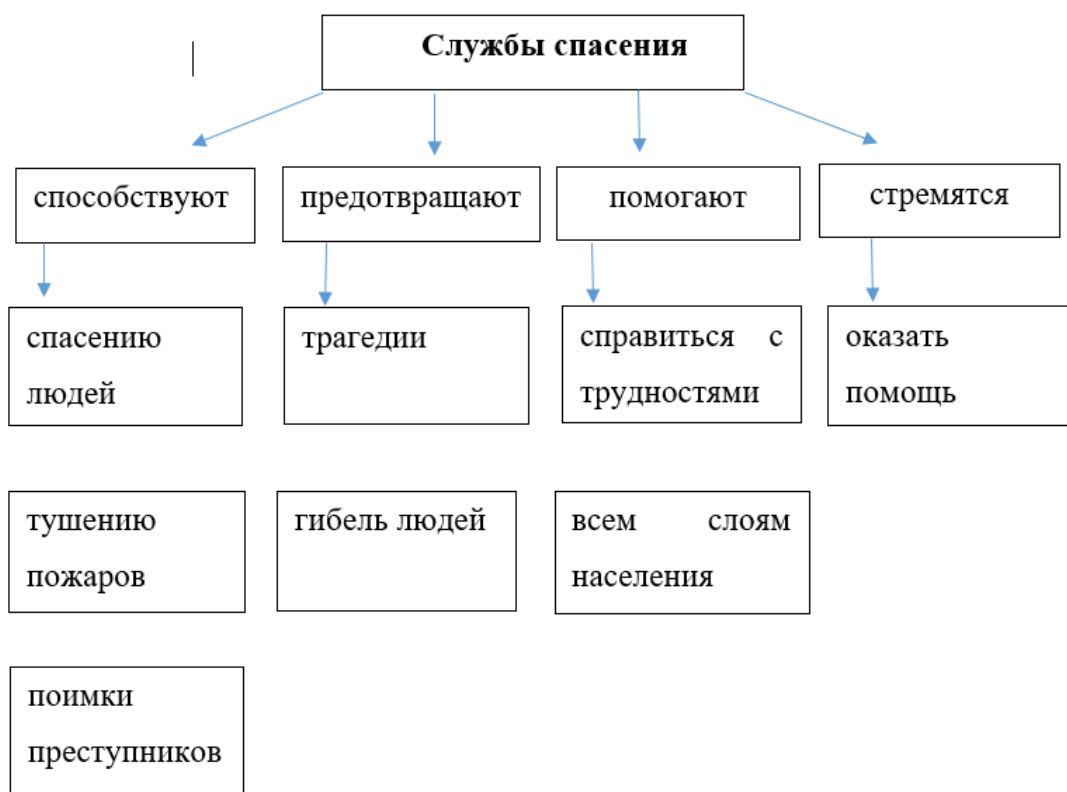 Службы спасения
способствуют
предотвращают
помогают
стремятся
спасению
людей
трагедии
справиться с
трудностями
оказать
помощь
тушению
пожаров
гибель людей
всем слоям
населения
поимки
преступников